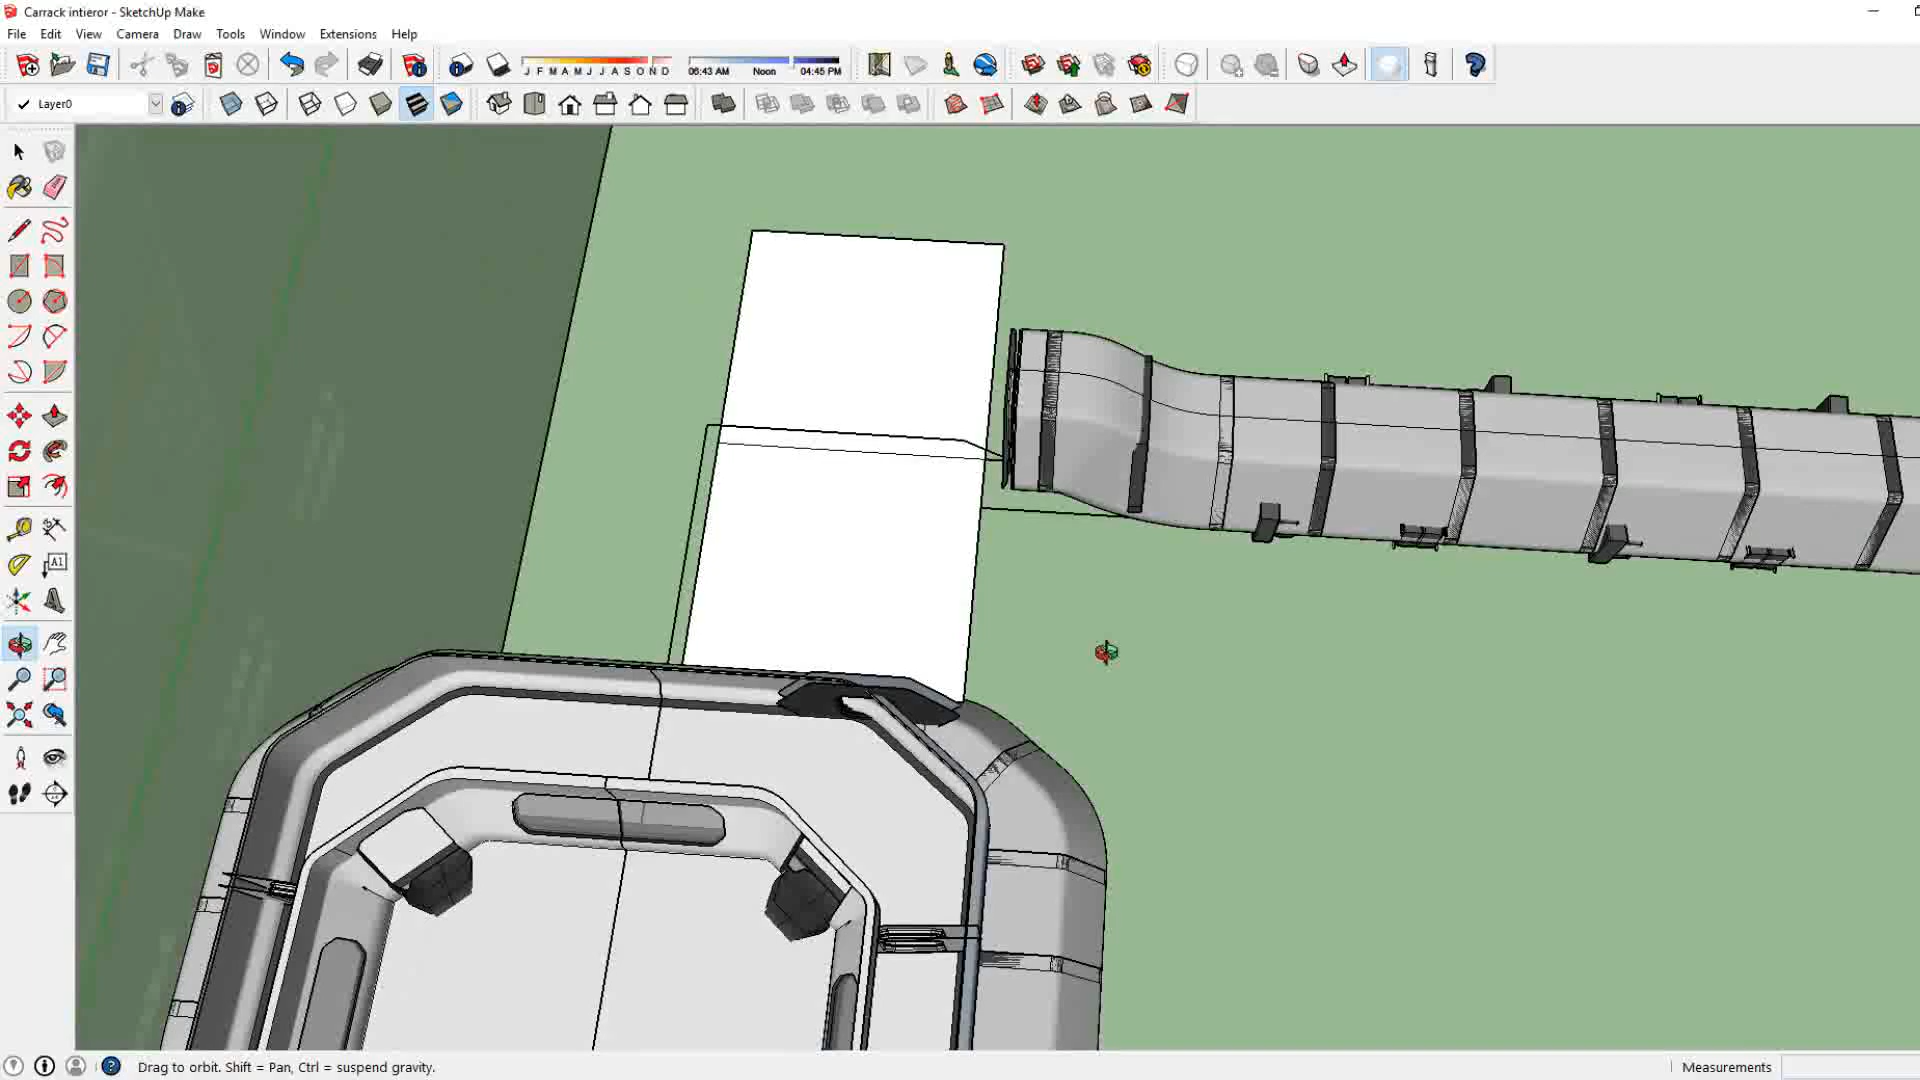 Carrack intieror - SketchUp Make
File Edit View Camera Draw Tools Window Extensions Help
J F M A M J J A S O N D 06:43 AM Noon 04:45 PM
Layer0
A1
Drag to orbit. Shift = Pan, Ctrl = suspend gravity.
Measurements